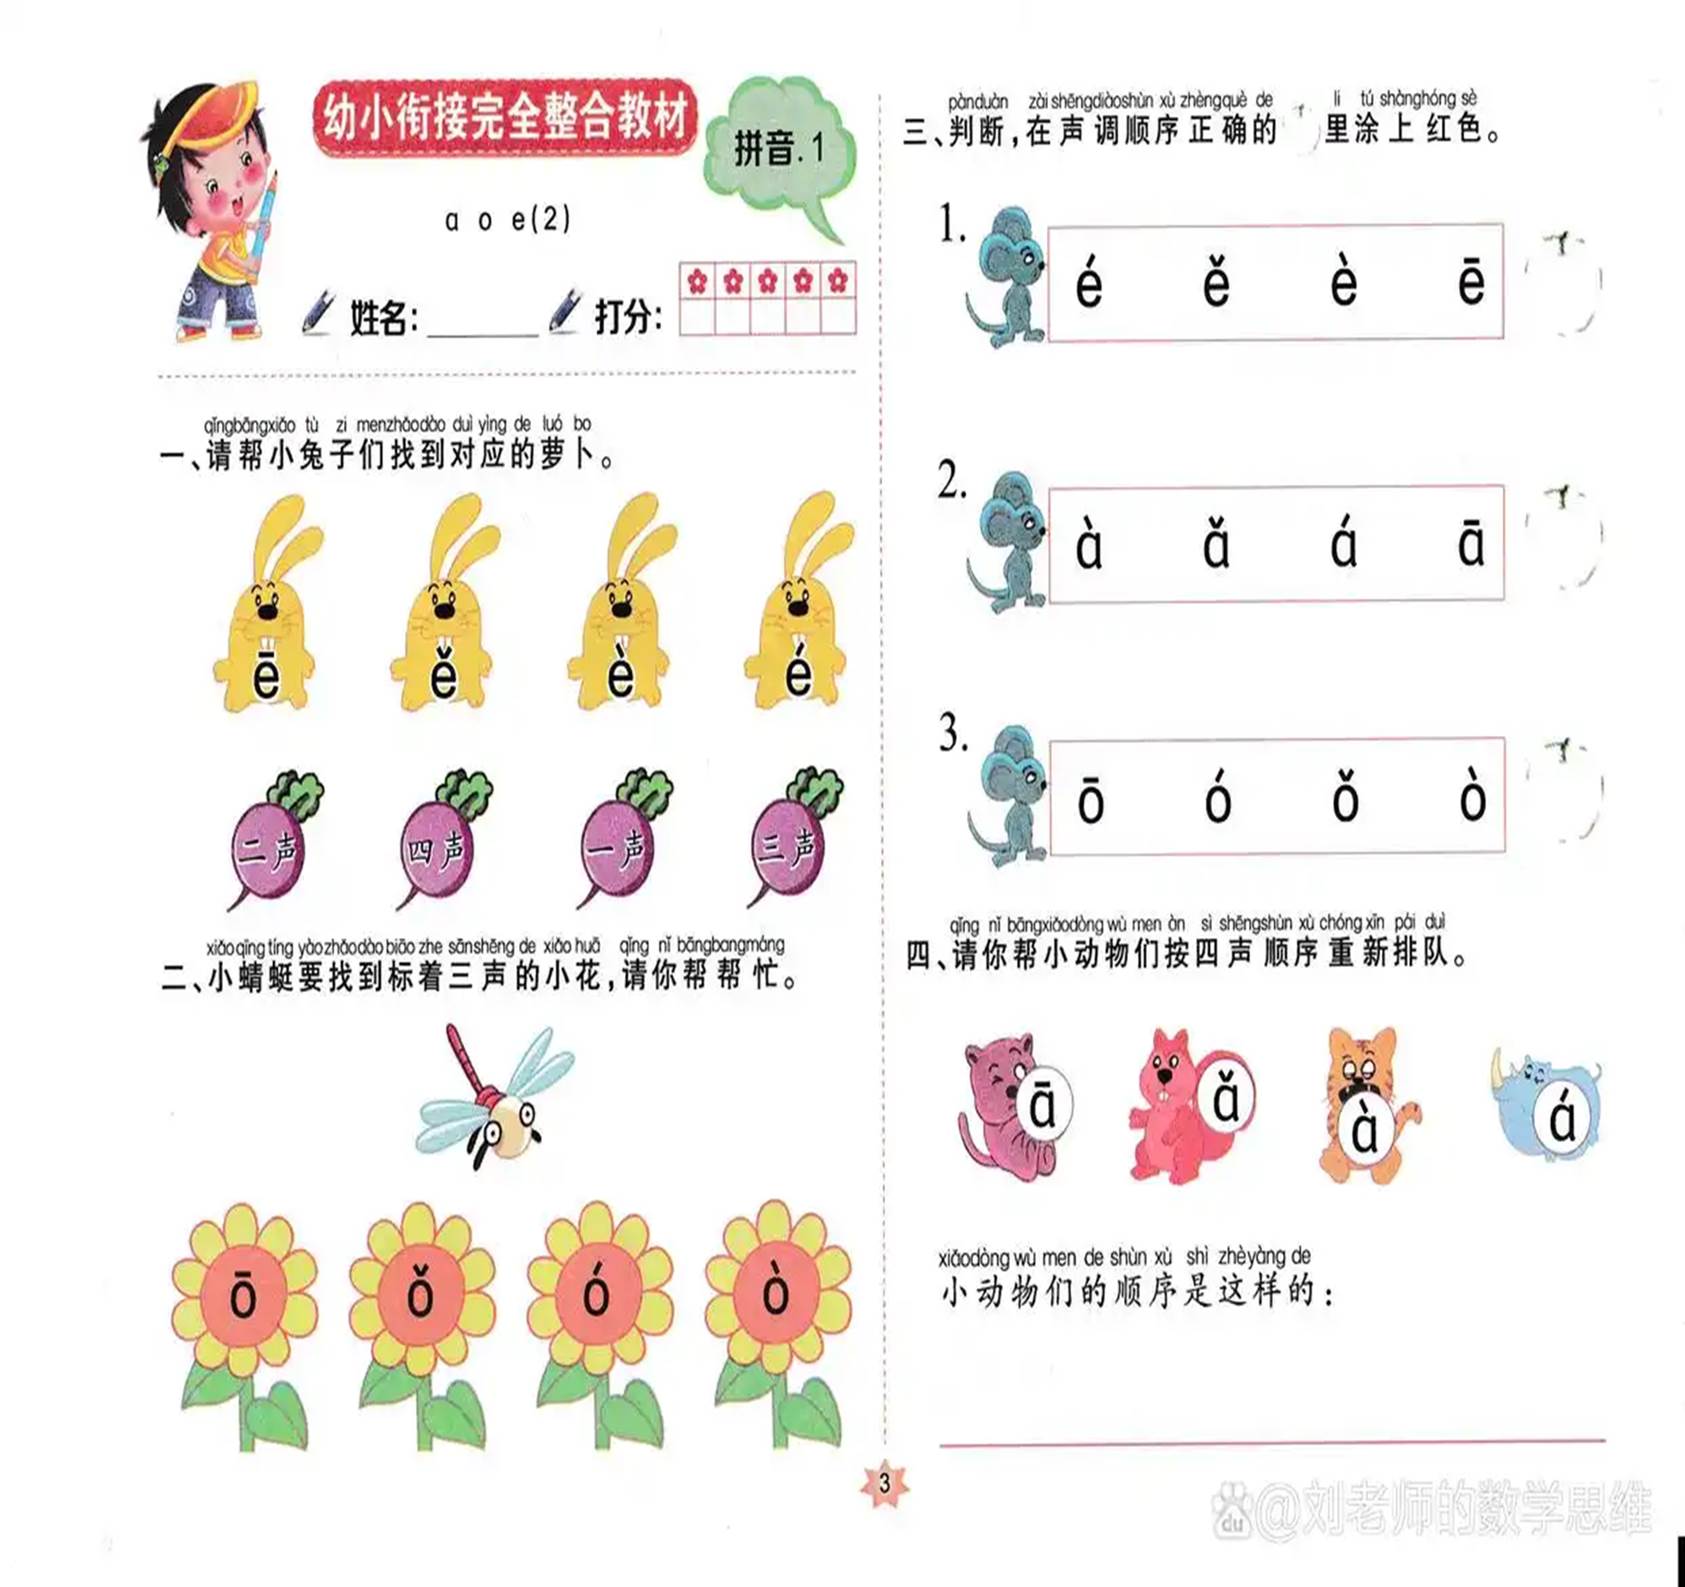 幼小衔接完全整合教材
拼音.1
a o e(2)
姓名：______ 打分：
qǐngbāngxiǎo tù zi menzhǎodào duì yìng de luó bo
一、请帮小兔子们找到对应的萝卜。
ē ě è é
二声 四声 一声 三声
xiǎoqīngtíng yàozhǎodàobiāo zhe sānshēng de xiǎo huā qǐng nǐ bāngbangmáng
二、小蜻蜓要找到标着三声的小花，请你帮帮忙。
ō ǒ ó ò
pànduàn zài shēngdiàoshùn xù zhèngquè de li tú shànghóng sè
三、判断，在声调顺序正确的 里涂上红色。
1. é ě è ē
2. à ǎ á ā
3. ō ó ǒ ò
qǐng nǐ bāngxiǎodòng wù men àn sì shēngshùn xù chóng xīn pái duì
四、请你帮小动物们按四声顺序重新排队。
ā ǎ à á
xiǎodòng wù men de shùn xù shì zhèyàng de
小动物们的顺序是这样的：
3
du @刘老师的数学思维